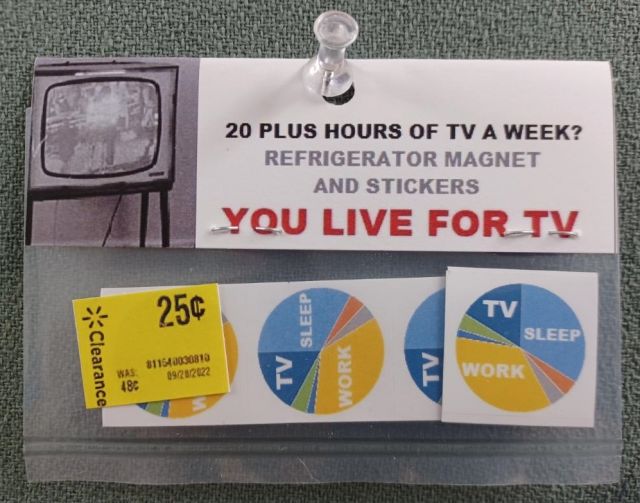 20 PLUS HOURS OF TV A WEEK?
REFRIGERATOR MAGNET
AND STICKERS
YOU LIVE FOR TV
25¢
Clearance
811640030810
WAS:
09/28/2022
48¢
W
SLEEP
TV
WORK
TV
TV
SLEEP
WORK